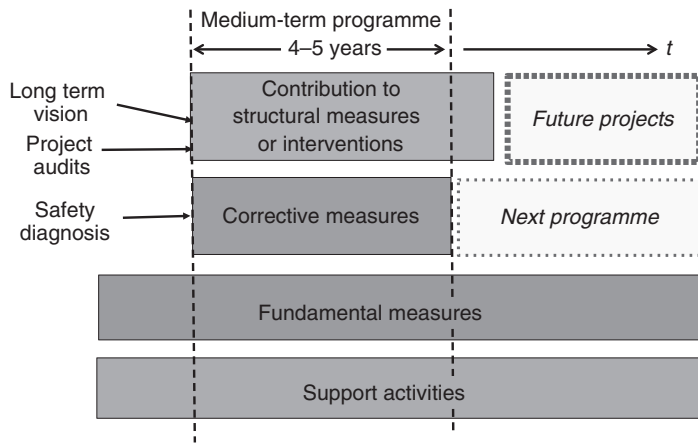 Medium-term programme
4–5 years
t
Long term
vision
Project
audits
Contribution to
structural measures
or interventions
Future projects
Safety
diagnosis
Corrective measures
Next programme
Fundamental measures
Support activities